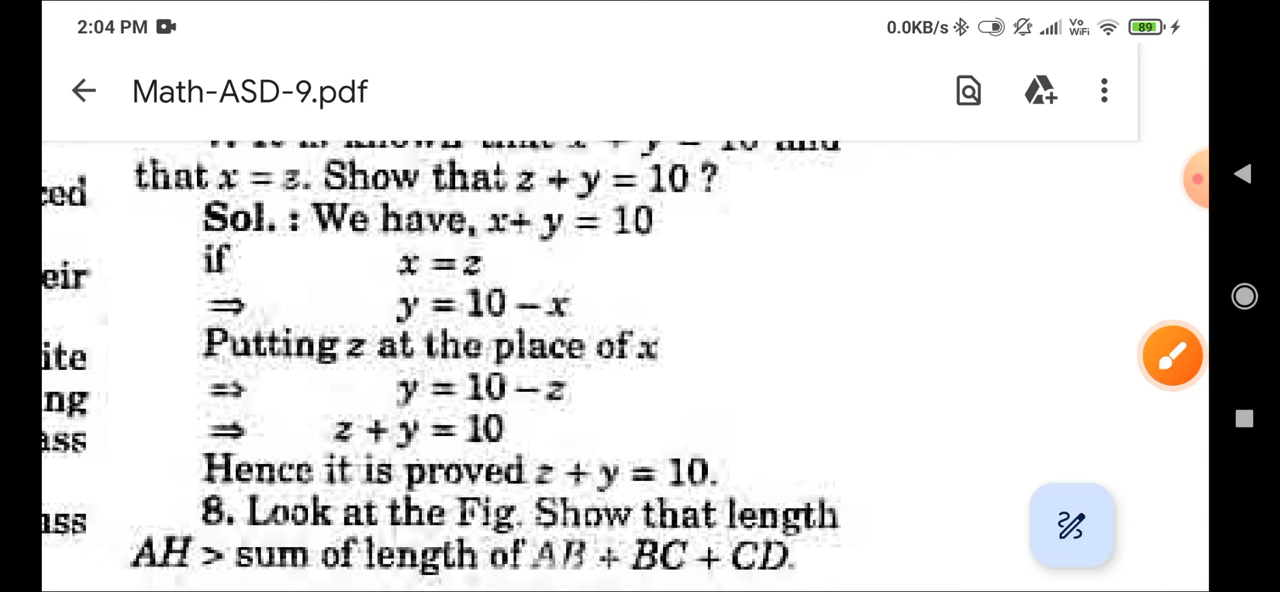 2:04 PM
0.0KB/s
Vo WiFi
89
Math-ASD-9.pdf
that x = z. Show that z + y = 10 ?
Sol. : We have, x+ y = 10
if x = z
⇒ y = 10 – x
Putting z at the place of x
⇒ y = 10 – z
⇒ z + y = 10
Hence it is proved z + y = 10.
8. Look at the Fig. Show that length
AH > sum of length of AB + BC + CD.
ced
eir
ite
ng
ass
ass